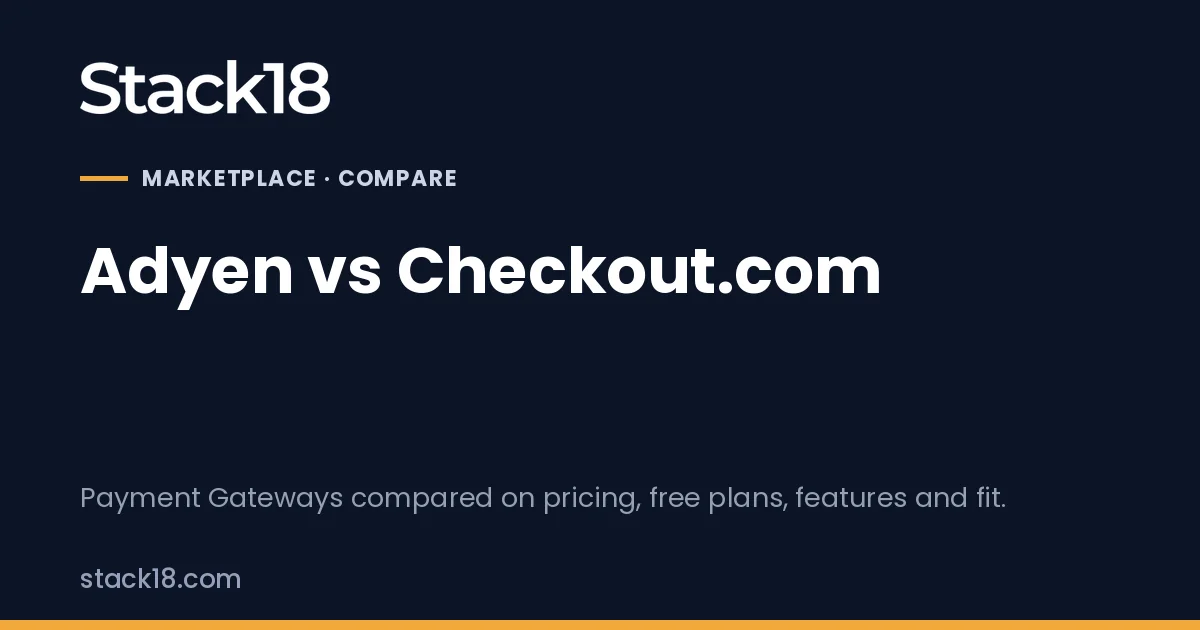 Stack18
MARKETPLACE · COMPARE
Adyen vs Checkout.com
Payment Gateways compared on pricing, free plans, features and fit.
stack18.com